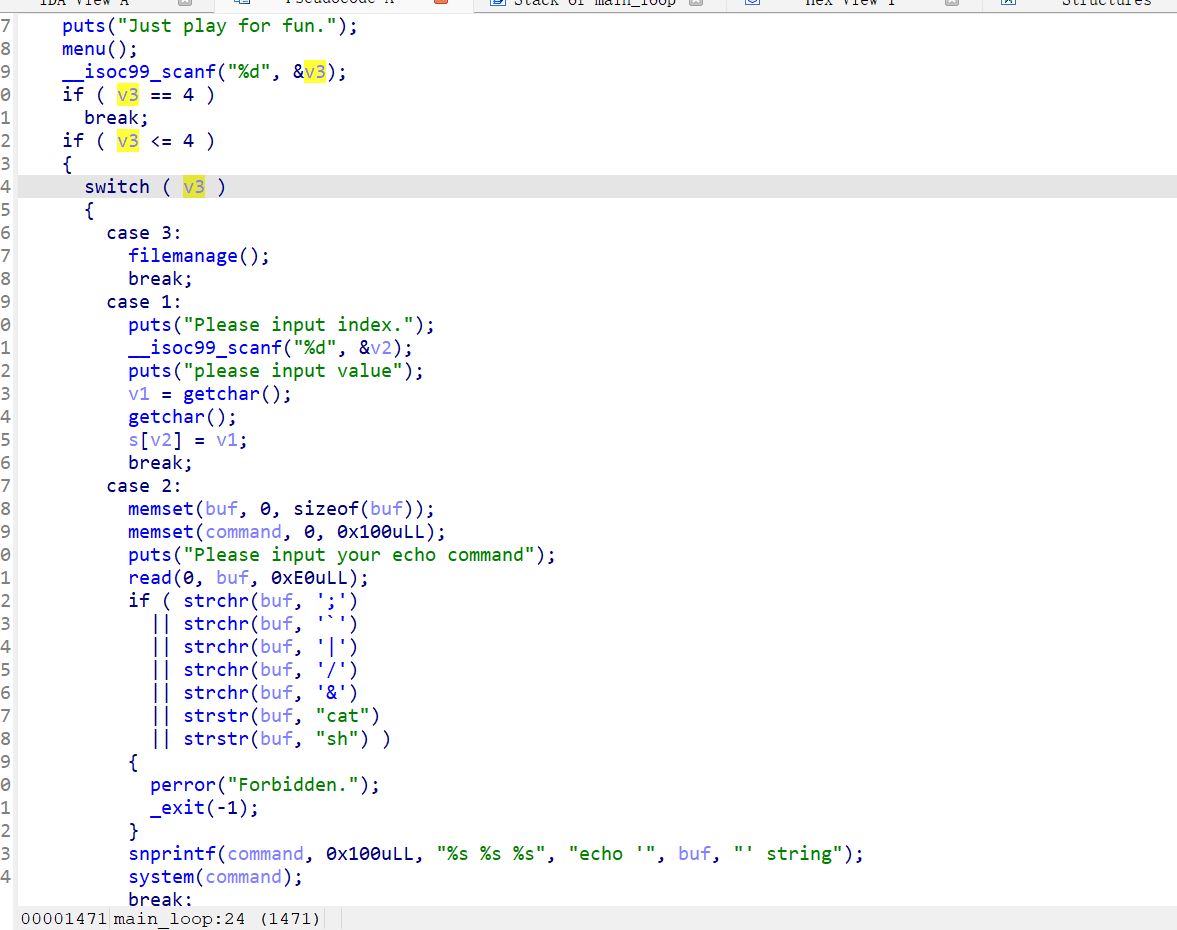 IDA View-A Pseudocode-A Stack of main_loop Hex View-1 Structures
7 puts("Just play for fun.");
8 menu();
9 __isoc99_scanf("%d", &v3);
0 if ( v3 == 4 )
1 break;
2 if ( v3 <= 4 )
3 {
4 switch ( v3 )
5 {
6 case 3:
7 filemanage();
8 break;
9 case 1:
0 puts("Please input index.");
1 __isoc99_scanf("%d", &v2);
2 puts("please input value");
3 v1 = getchar();
4 getchar();
5 s[v2] = v1;
6 break;
7 case 2:
8 memset(buf, 0, sizeof(buf));
9 memset(command, 0, 0x100uLL);
0 puts("Please input your echo command");
1 read(0, buf, 0xE0uLL);
2 if ( strchr(buf, ';')
3 || strchr(buf, '`')
4 || strchr(buf, '|')
5 || strchr(buf, '/')
6 || strchr(buf, '&')
7 || strstr(buf, "cat")
8 || strstr(buf, "sh") )
9 {
0 perror("Forbidden.");
1 _exit(-1);
2 }
3 snprintf(command, 0x100uLL, "%s %s %s", "echo '", buf, "' string");
4 system(command);
break;
00001471 main_loop:24 (1471)